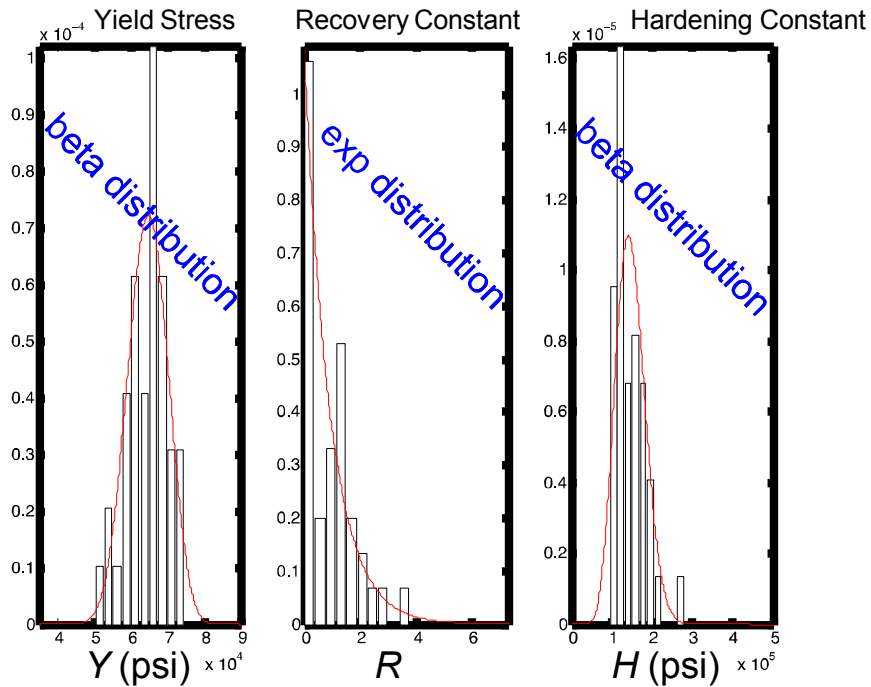 Yield Stress
x 10⁻⁴
1
0.9
0.8
0.7
0.6
0.5
0.4
0.3
0.2
0.1
0
4 5 6 7 8 9
x 10⁴
Y (psi)
beta distribution
Recovery Constant
1
0.9
0.8
0.7
0.6
0.5
0.4
0.3
0.2
0.1
0
0 2 4 6
R
exp distribution
Hardening Constant
x 10⁻⁵
1.6
1.4
1.2
1
0.8
0.6
0.4
0.2
0
0 1 2 3 4 5
x 10⁵
H (psi)
beta distribution